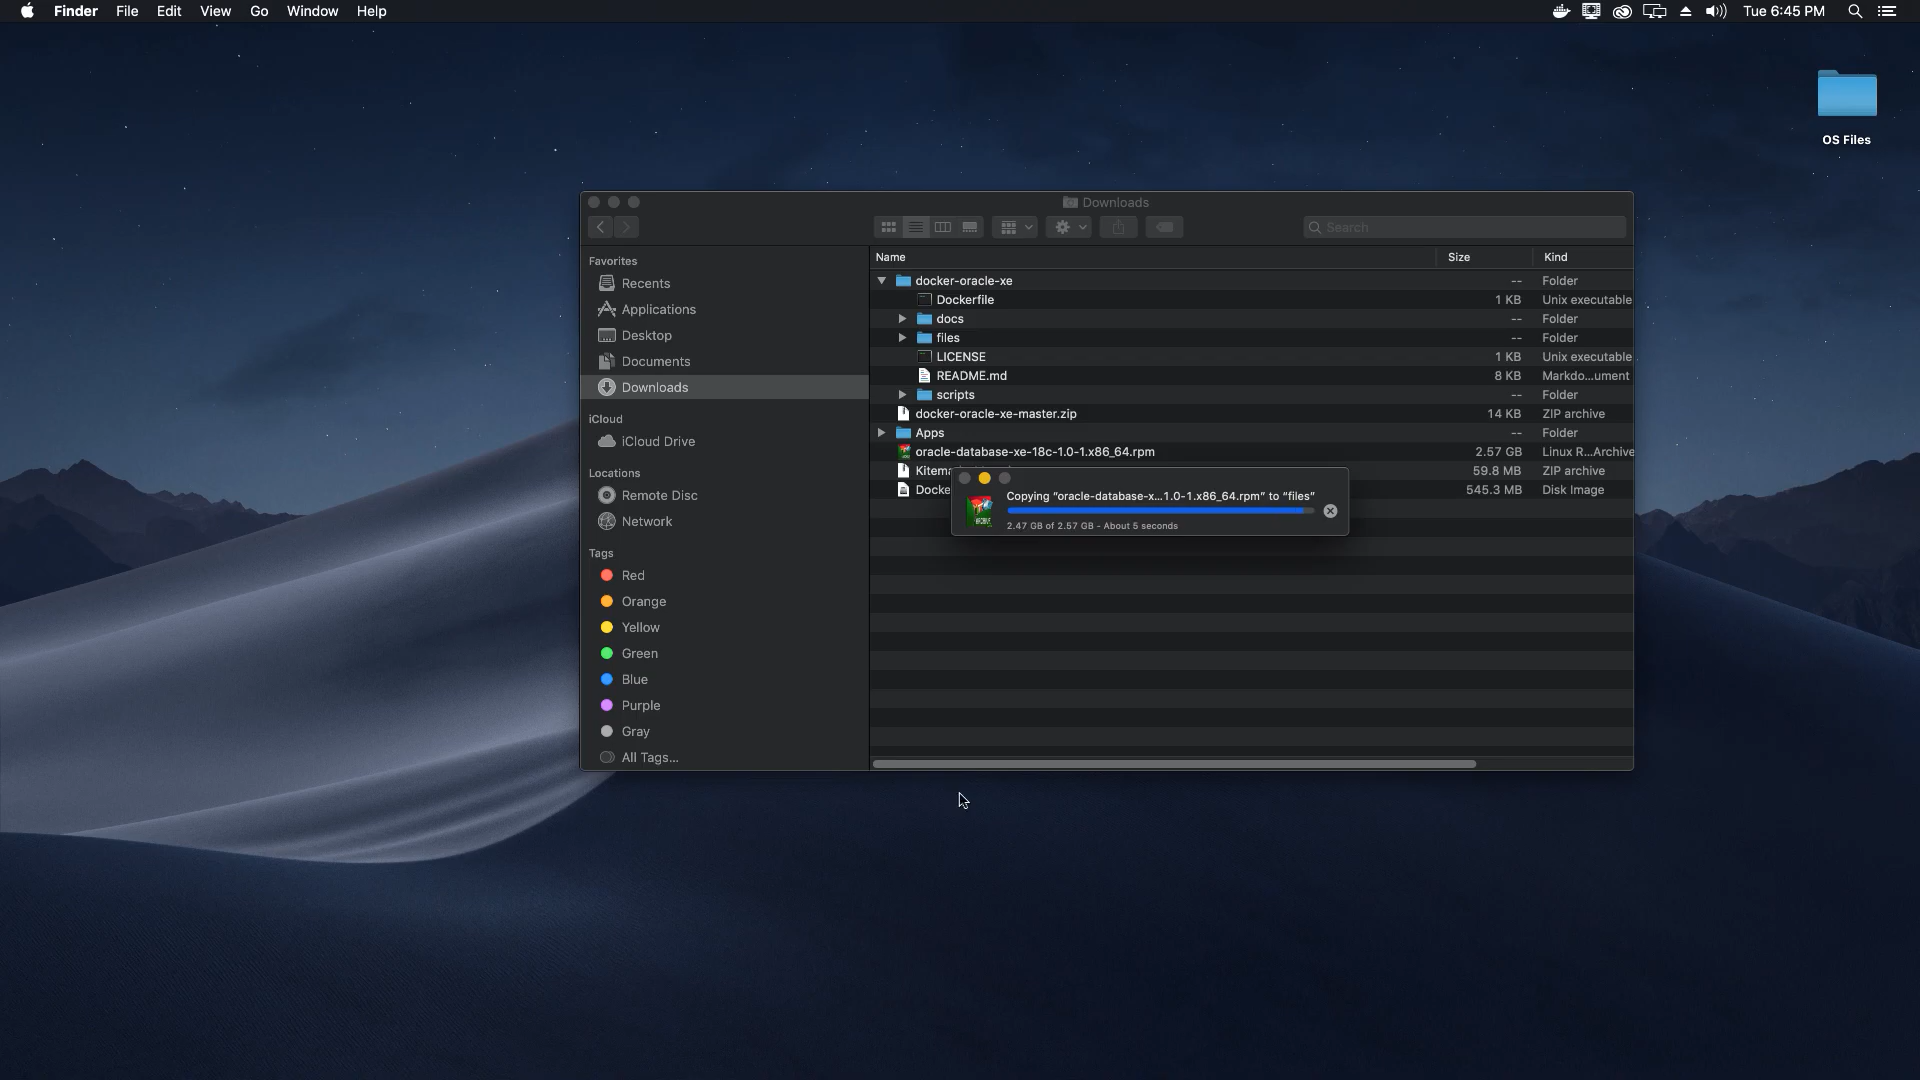 Finder File Edit View Go Window Help Tue 6:45 PM
OS Files
Downloads
Search
Favorites
Recents
Applications
Desktop
Documents
Downloads
iCloud
iCloud Drive
Locations
Remote Disc
Network
Tags
Red
Orange
Yellow
Green
Blue
Purple
Gray
All Tags...
Name Size Kind
docker-oracle-xe -- Folder
Dockerfile 1 KB Unix executable
docs -- Folder
files -- Folder
LICENSE 1 KB Unix executable
README.md 8 KB Markdo...ument
scripts -- Folder
docker-oracle-xe-master.zip 14 KB ZIP archive
Apps -- Folder
oracle-database-xe-18c-1.0-1.x86_64.rpm 2.57 GB Linux R...Archive
Kitema 59.8 MB ZIP archive
Docke 545.3 MB Disk Image
Copying “oracle-database-x...1.0-1.x86_64.rpm” to “files”
2.47 GB of 2.57 GB - About 5 seconds